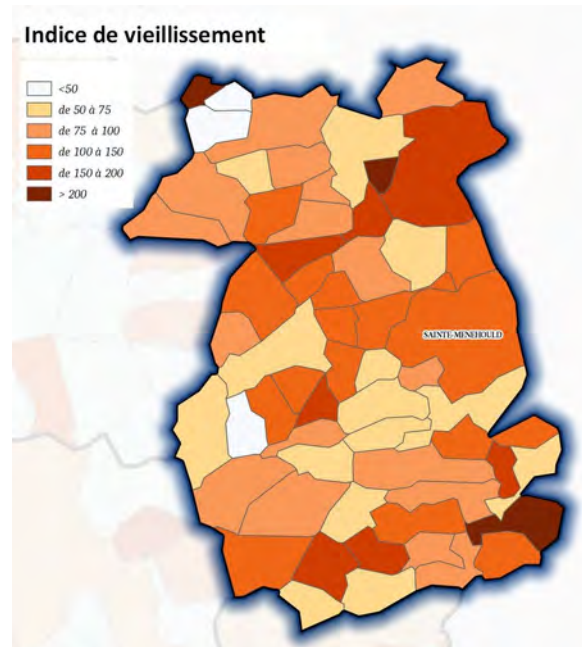 Indice de vieillissement
<50
de 50 à 75
de 75 à 100
de 100 à 150
de 150 à 200
> 200
SAINTE-MENEHOULD